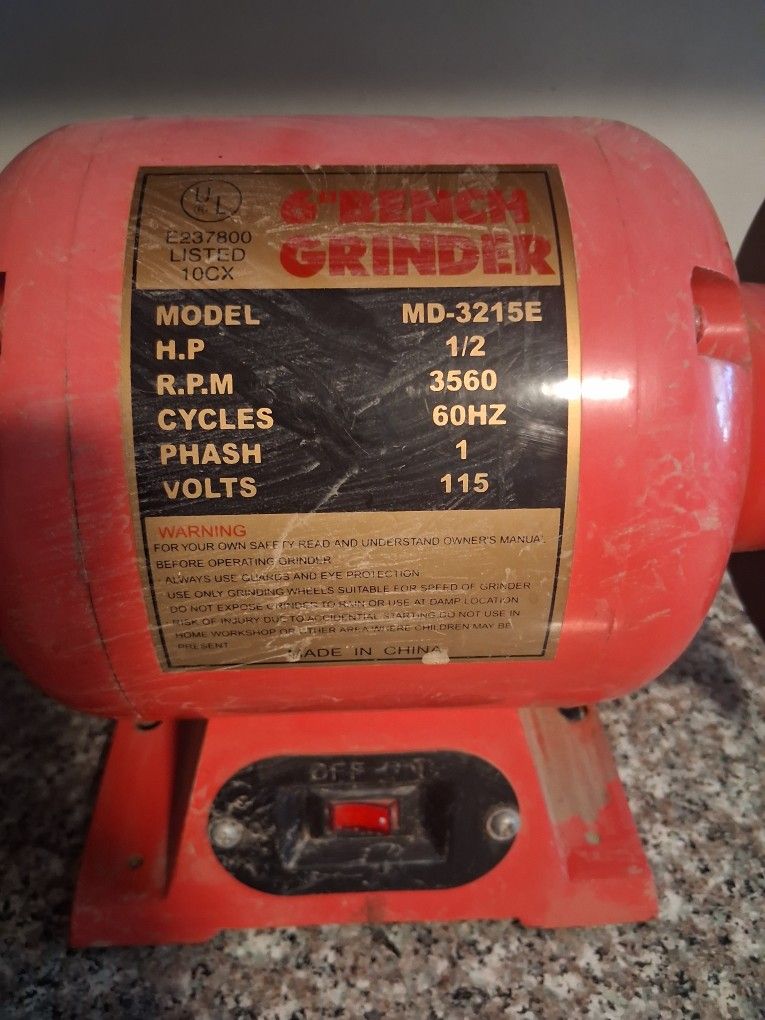 UL
R
E237800
LISTED
10CX
6"BENCH
GRINDER
MODEL MD-3215E
H.P 1/2
R.P.M 3560
CYCLES 60HZ
PHASH 1
VOLTS 115
WARNING
FOR YOUR OWN SAFETY READ AND UNDERSTAND OWNER'S MANUAL
BEFORE OPERATING GRINDER
ALWAYS USE GUARDS AND EYE PROTECTION
USE ONLY GRINDING WHEELS SUITABLE FOR SPEED OF GRINDER
DO NOT EXPOSE GRINDER TO RAIN OR USE AT DAMP LOCATION
RISK OF INJURY DUE TO ACCIDENTIAL STARTING DO NOT USE IN
HOME WORKSHOP OR OTHER AREA WHERE CHILDREN MAY BE
PRESENT
MADE IN CHINA
OFF ON